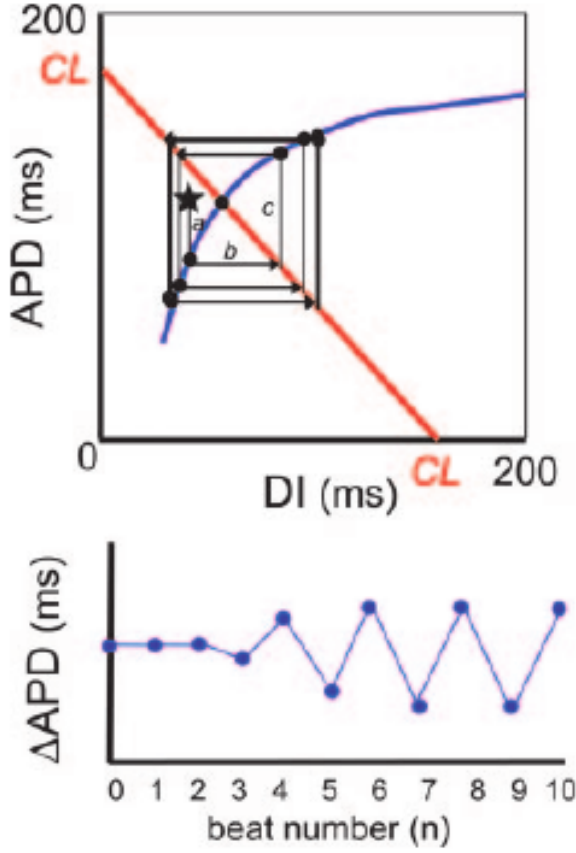 200
CL
APD (ms)
a
c
b
0
CL
200
DI (ms)
ΔAPD (ms)
0 1 2 3 4 5 6 7 8 9 10
beat number (n)